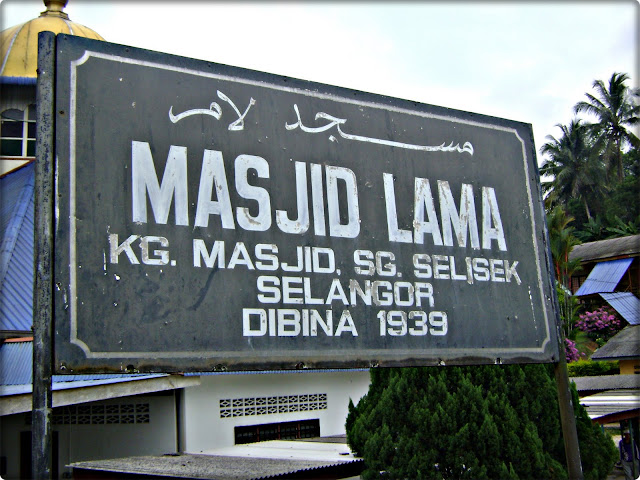 مسجد لام
MASJID LAMA
KG. MASJID, SG. SELISEK
SELANGOR
DIBINA 1939